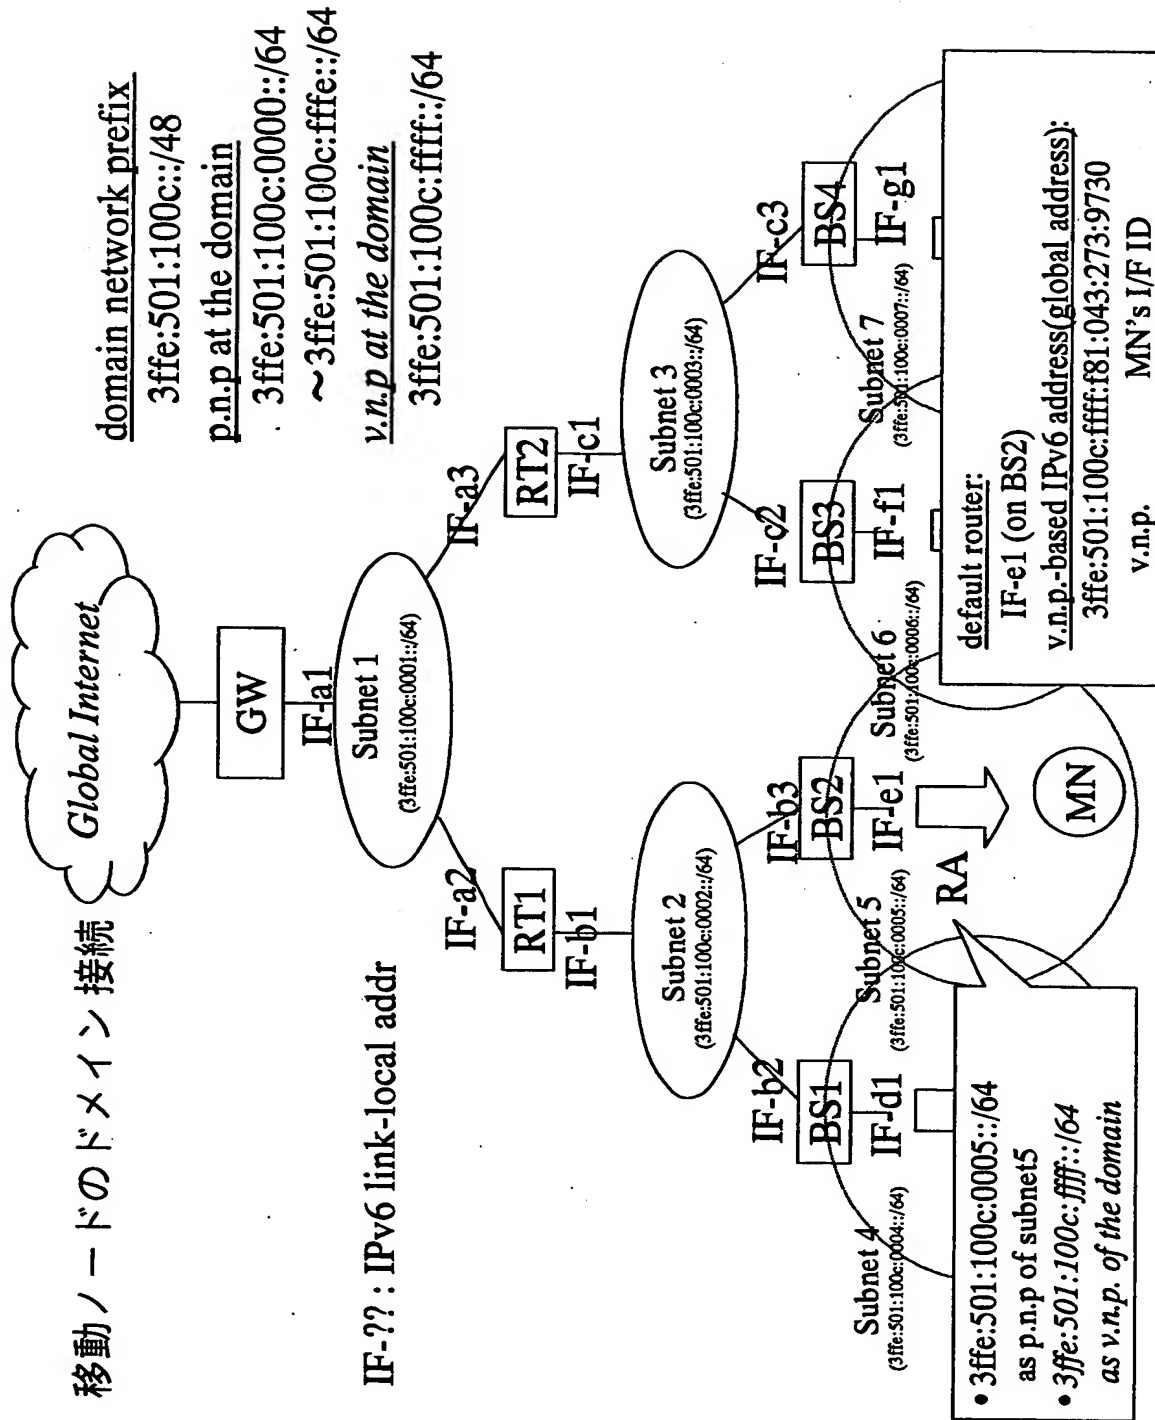 移動ノードのドメイン接続
domain network prefix
3ffe:501:100c::/48
p.n.p at the domain
3ffe:501:100c:0000::/64
~3ffe:501:100c:fffe::/64
v.n.p at the domain
3ffe:501:100c:ffff::/64
IF-?? : IPv6 link-local addr
Global Internet
GW
IF-a1
Subnet 1
(3ffe:501:100c:0001::/64)
IF-a2
IF-a3
RT1
RT2
IF-b1
IF-c1
Subnet 2
(3ffe:501:100c:0002::/64)
Subnet 3
(3ffe:501:100c:0003::/64)
IF-b2
IF-b3
IF-c2
IF-c3
BS1
BS2
BS3
BS4
IF-d1
IF-e1
IF-f1
IF-g1
Subnet 4
(3ffe:501:100c:0004::/64)
Subnet 5
(3ffe:501:100c:0005::/64)
Subnet 6
(3ffe:501:100c:0006::/64)
Subnet 7
(3ffe:501:100c:0007::/64)
RA
MN
• 3ffe:501:100c:0005::/64
as p.n.p of subnet5
• 3ffe:501:100c:ffff::/64
as v.n.p. of the domain
default router:
IF-e1 (on BS2)
v.n.p.-based IPv6 address(global address):
3ffe:501:100c:ffff:f81:043:273:9730
v.n.p. MN's I/F ID